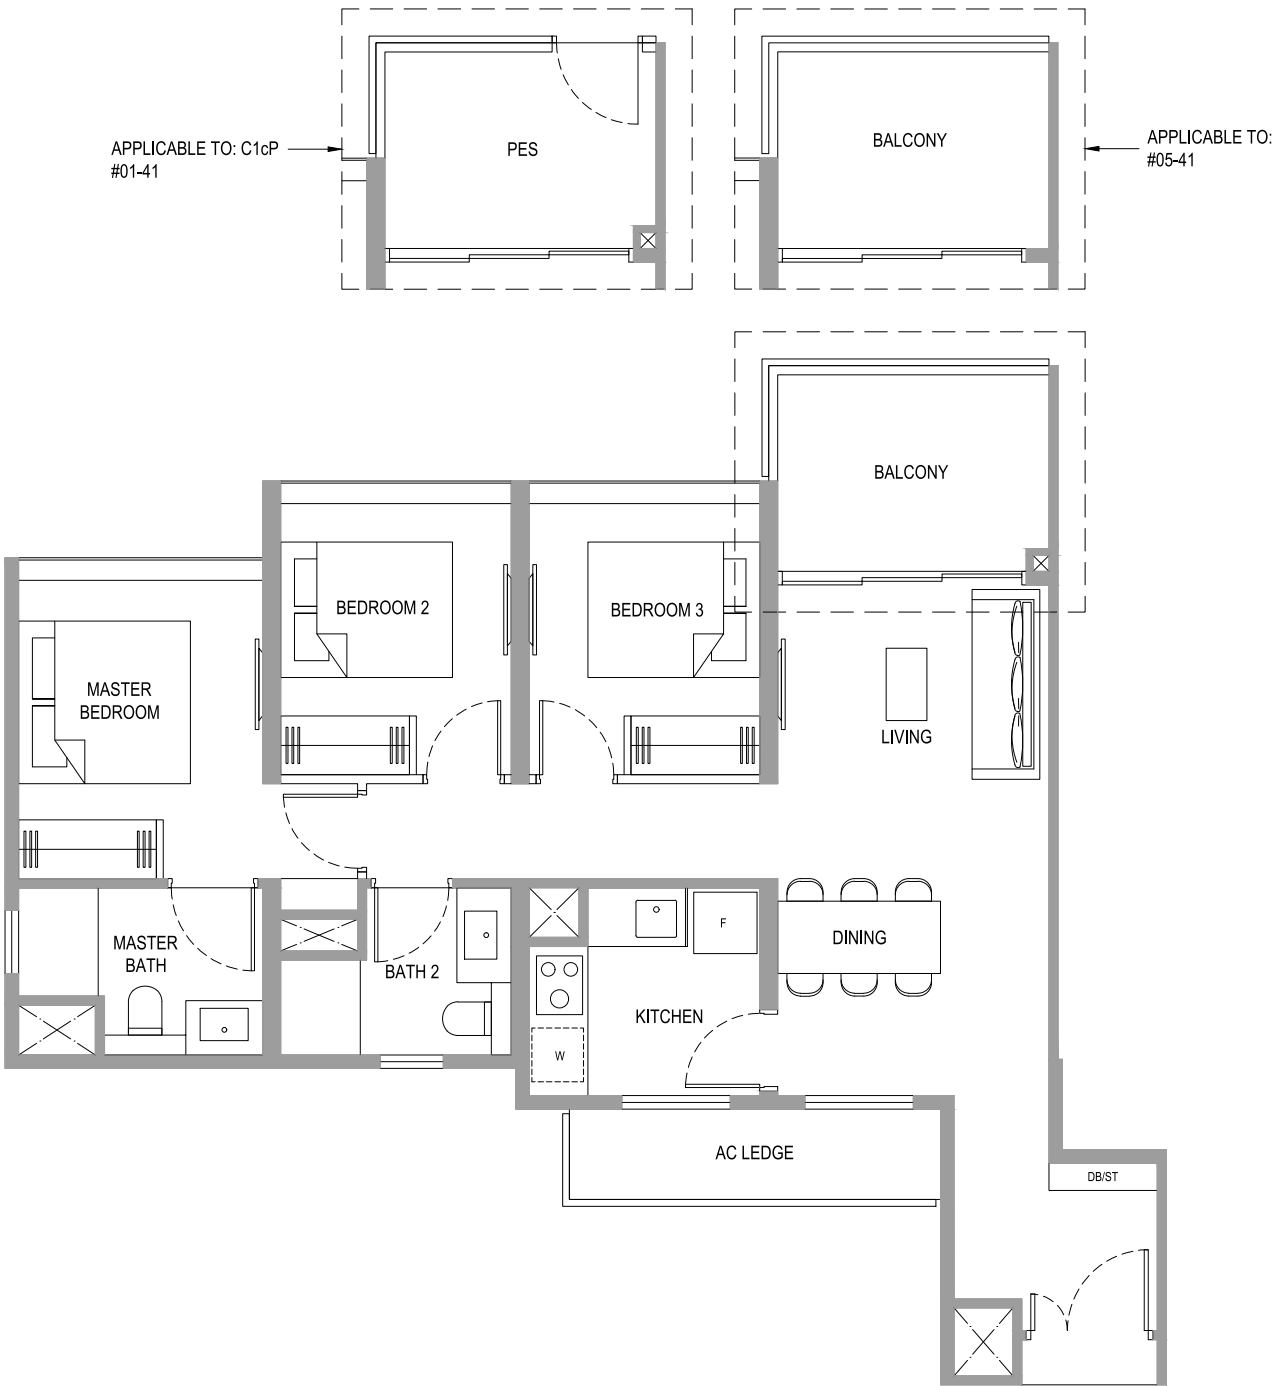 APPLICABLE TO: C1cP
#01-41
PES
BALCONY
APPLICABLE TO:
#05-41
BALCONY
BEDROOM 2
BEDROOM 3
MASTER
BEDROOM
LIVING
MASTER
BATH
BATH 2
F
DINING
KITCHEN
W
AC LEDGE
DB/ST